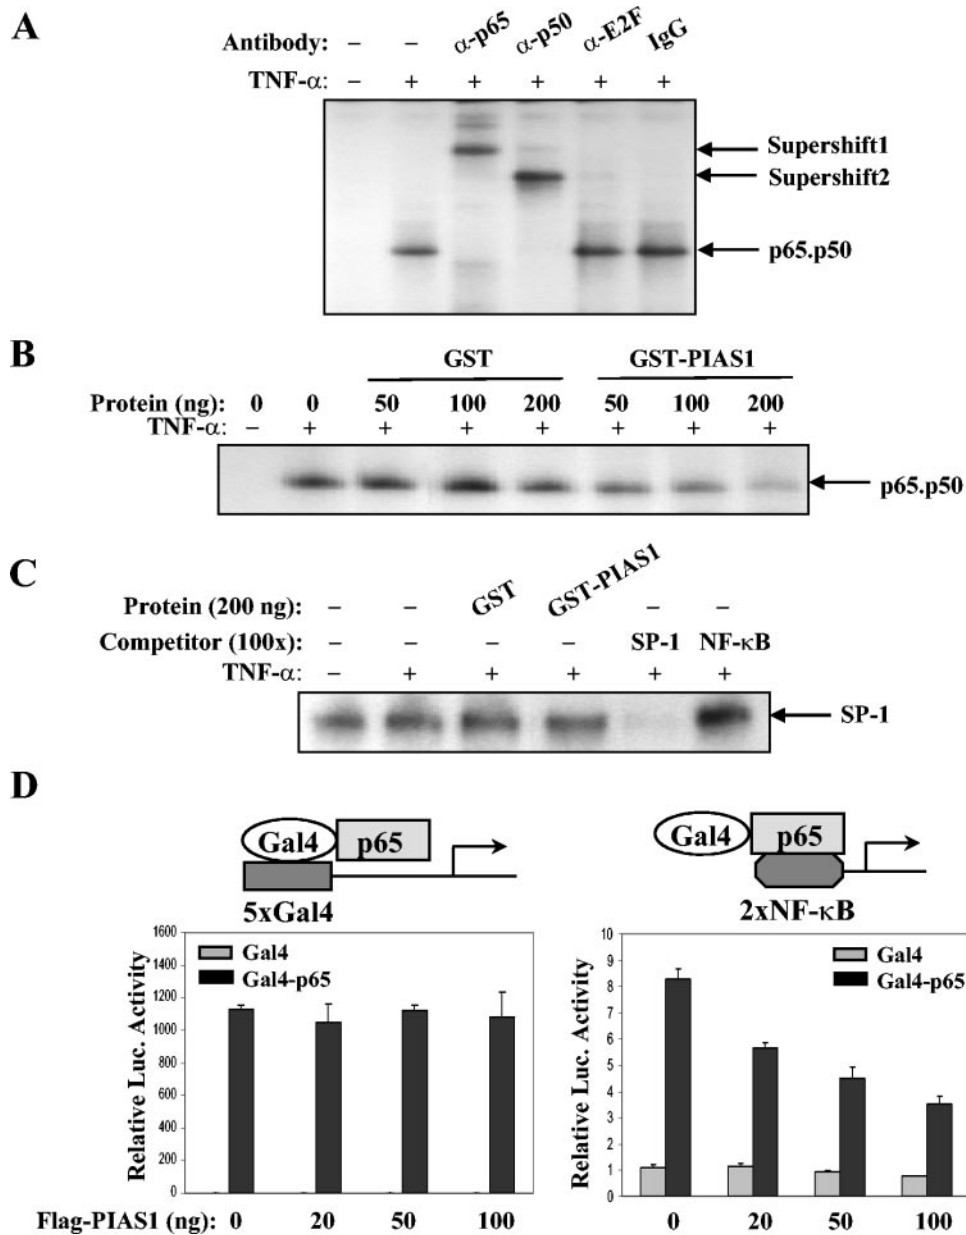 A
Antibody: – – α-p65 α-p50 α-E2F IgG
TNF-α: – + + + + +
Supershift1
Supershift2
p65.p50
B
GST GST-PIAS1
Protein (ng): 0 0 50 100 200 50 100 200
TNF-α: – + + + + + + +
p65.p50
C
Protein (200 ng): – – GST GST-PIAS1 – –
Competitor (100x): – – – – SP-1 NF-κB
TNF-α: – + + + + +
SP-1
D
Gal4 p65
5xGal4
Gal4 p65
2xNF-κB
Relative Luc. Activity
1600
1400
1200
1000
800
600
400
200
0
Gal4
Gal4-p65
Relative Luc. Activity
10
9
8
7
6
5
4
3
2
1
0
Gal4
Gal4-p65
Flag-PIAS1 (ng): 0 20 50 100 0 20 50 100